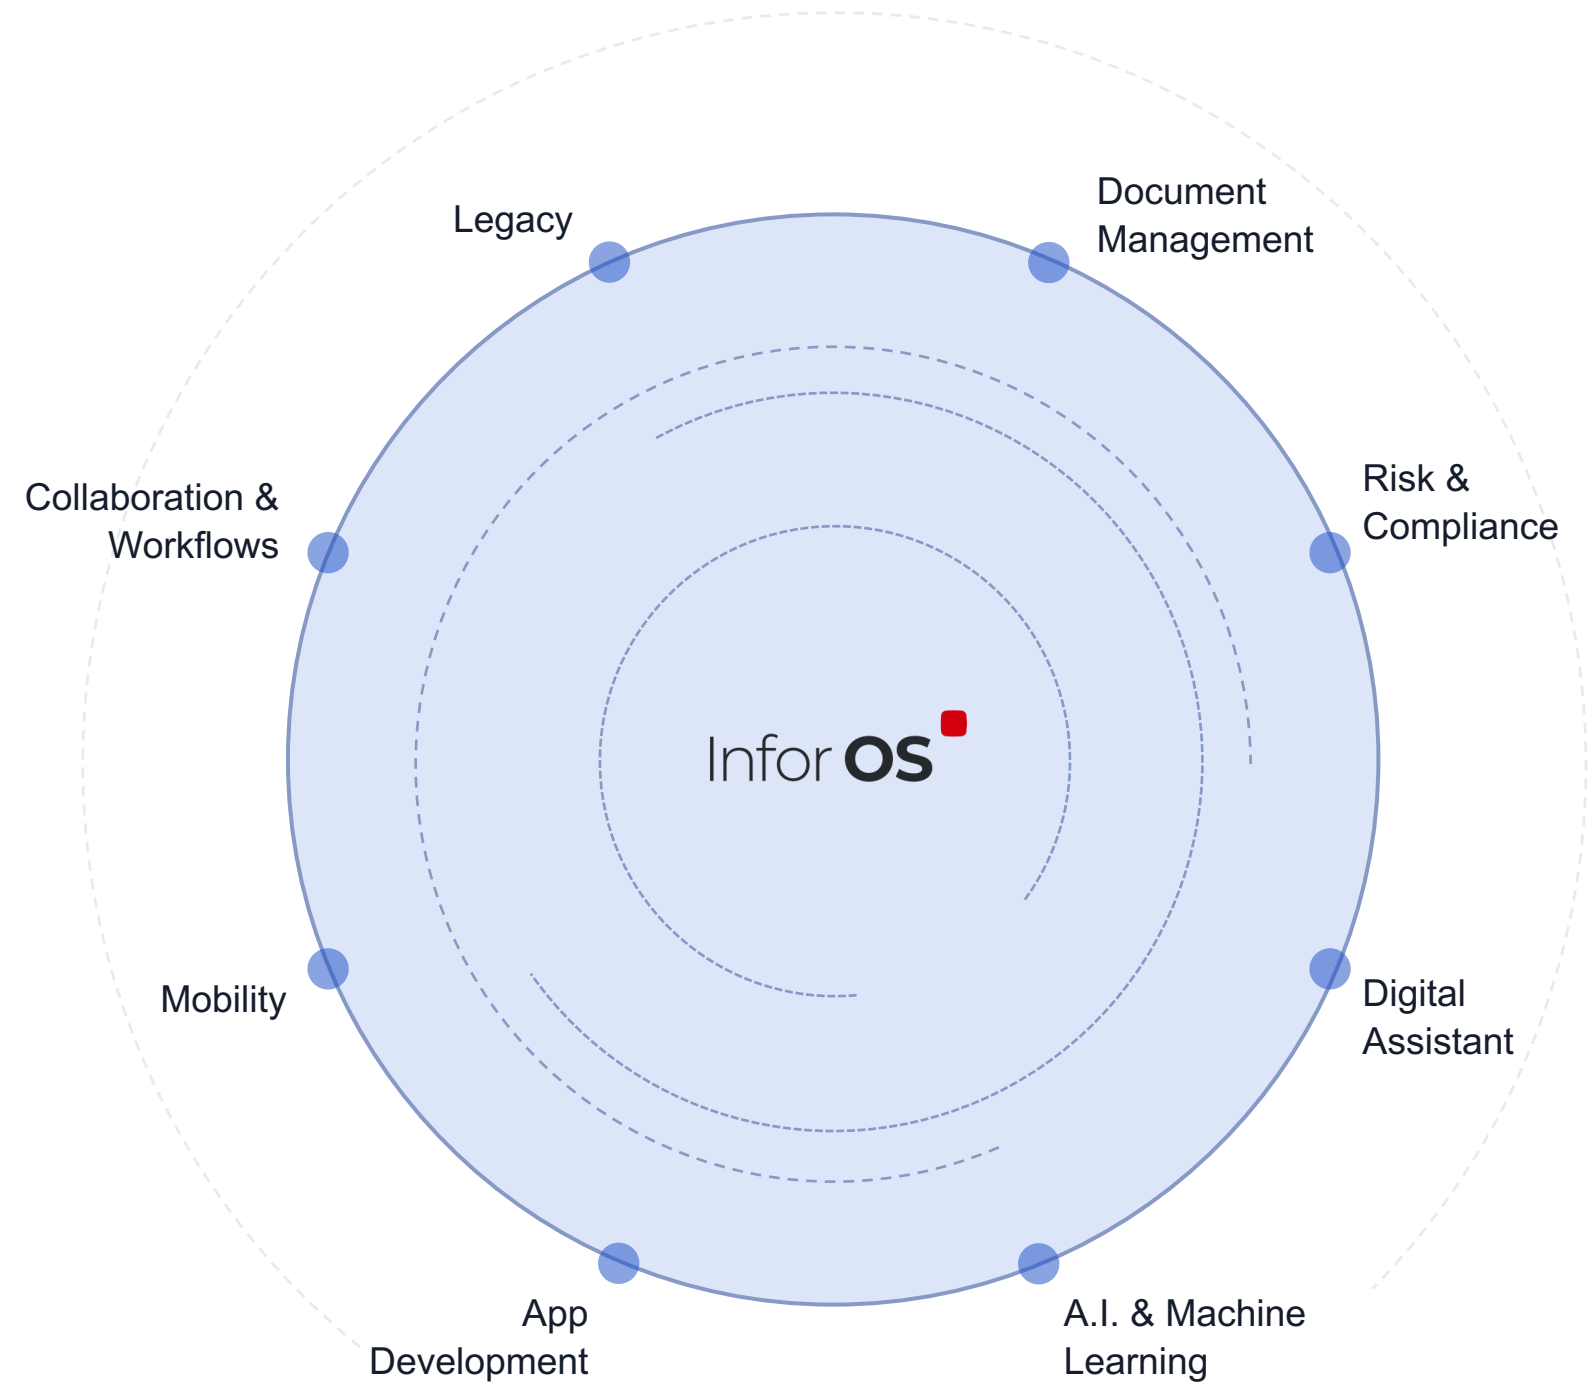 Legacy
Document
Management
Collaboration &
Workflows
Risk &
Compliance
Infor OS
Mobility
Digital
Assistant
App
Development
A.I. & Machine
Learning